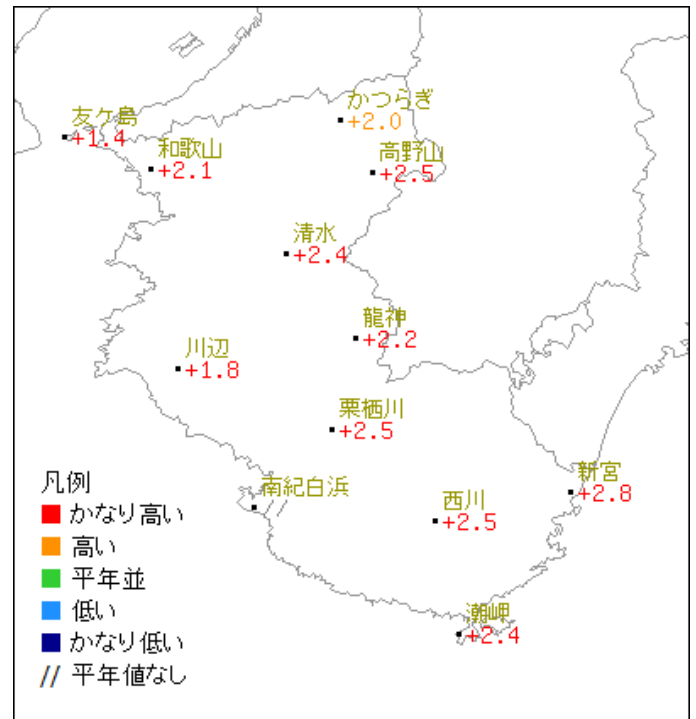 かつらぎ
+2.0
友ケ島
+1.4
和歌山
+2.1
高野山
+2.5
清水
+2.4
龍神
+2.2
川辺
+1.8
栗栖川
+2.5
南紀白浜
//
西川
+2.5
新宮
+2.8
潮岬
+2.4
凡例
かなり高い
高い
平年並
低い
かなり低い
// 平年値なし